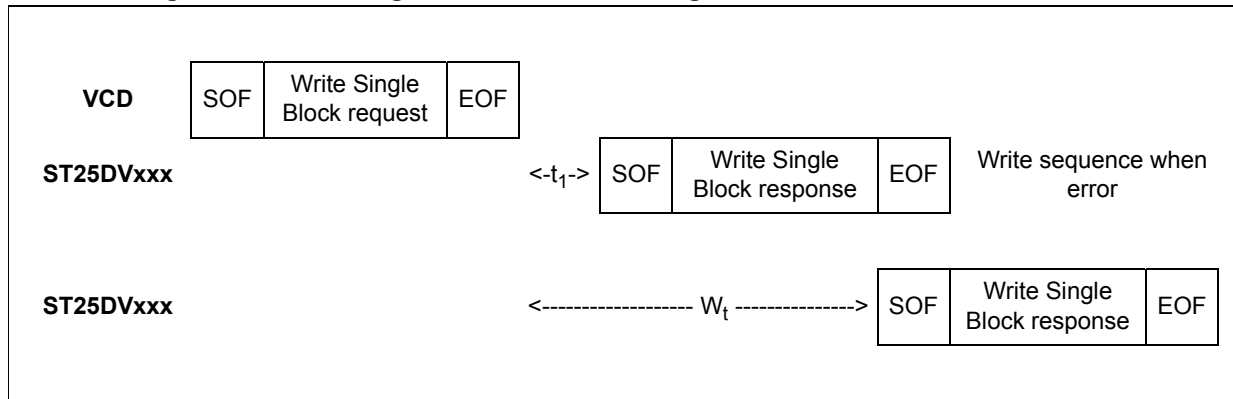 VCD SOF Write Single Block request EOF
ST25DVxxx <-t1-> SOF Write Single Block response EOF Write sequence when error
ST25DVxxx <------------------- Wt ---------------> SOF Write Single Block response EOF